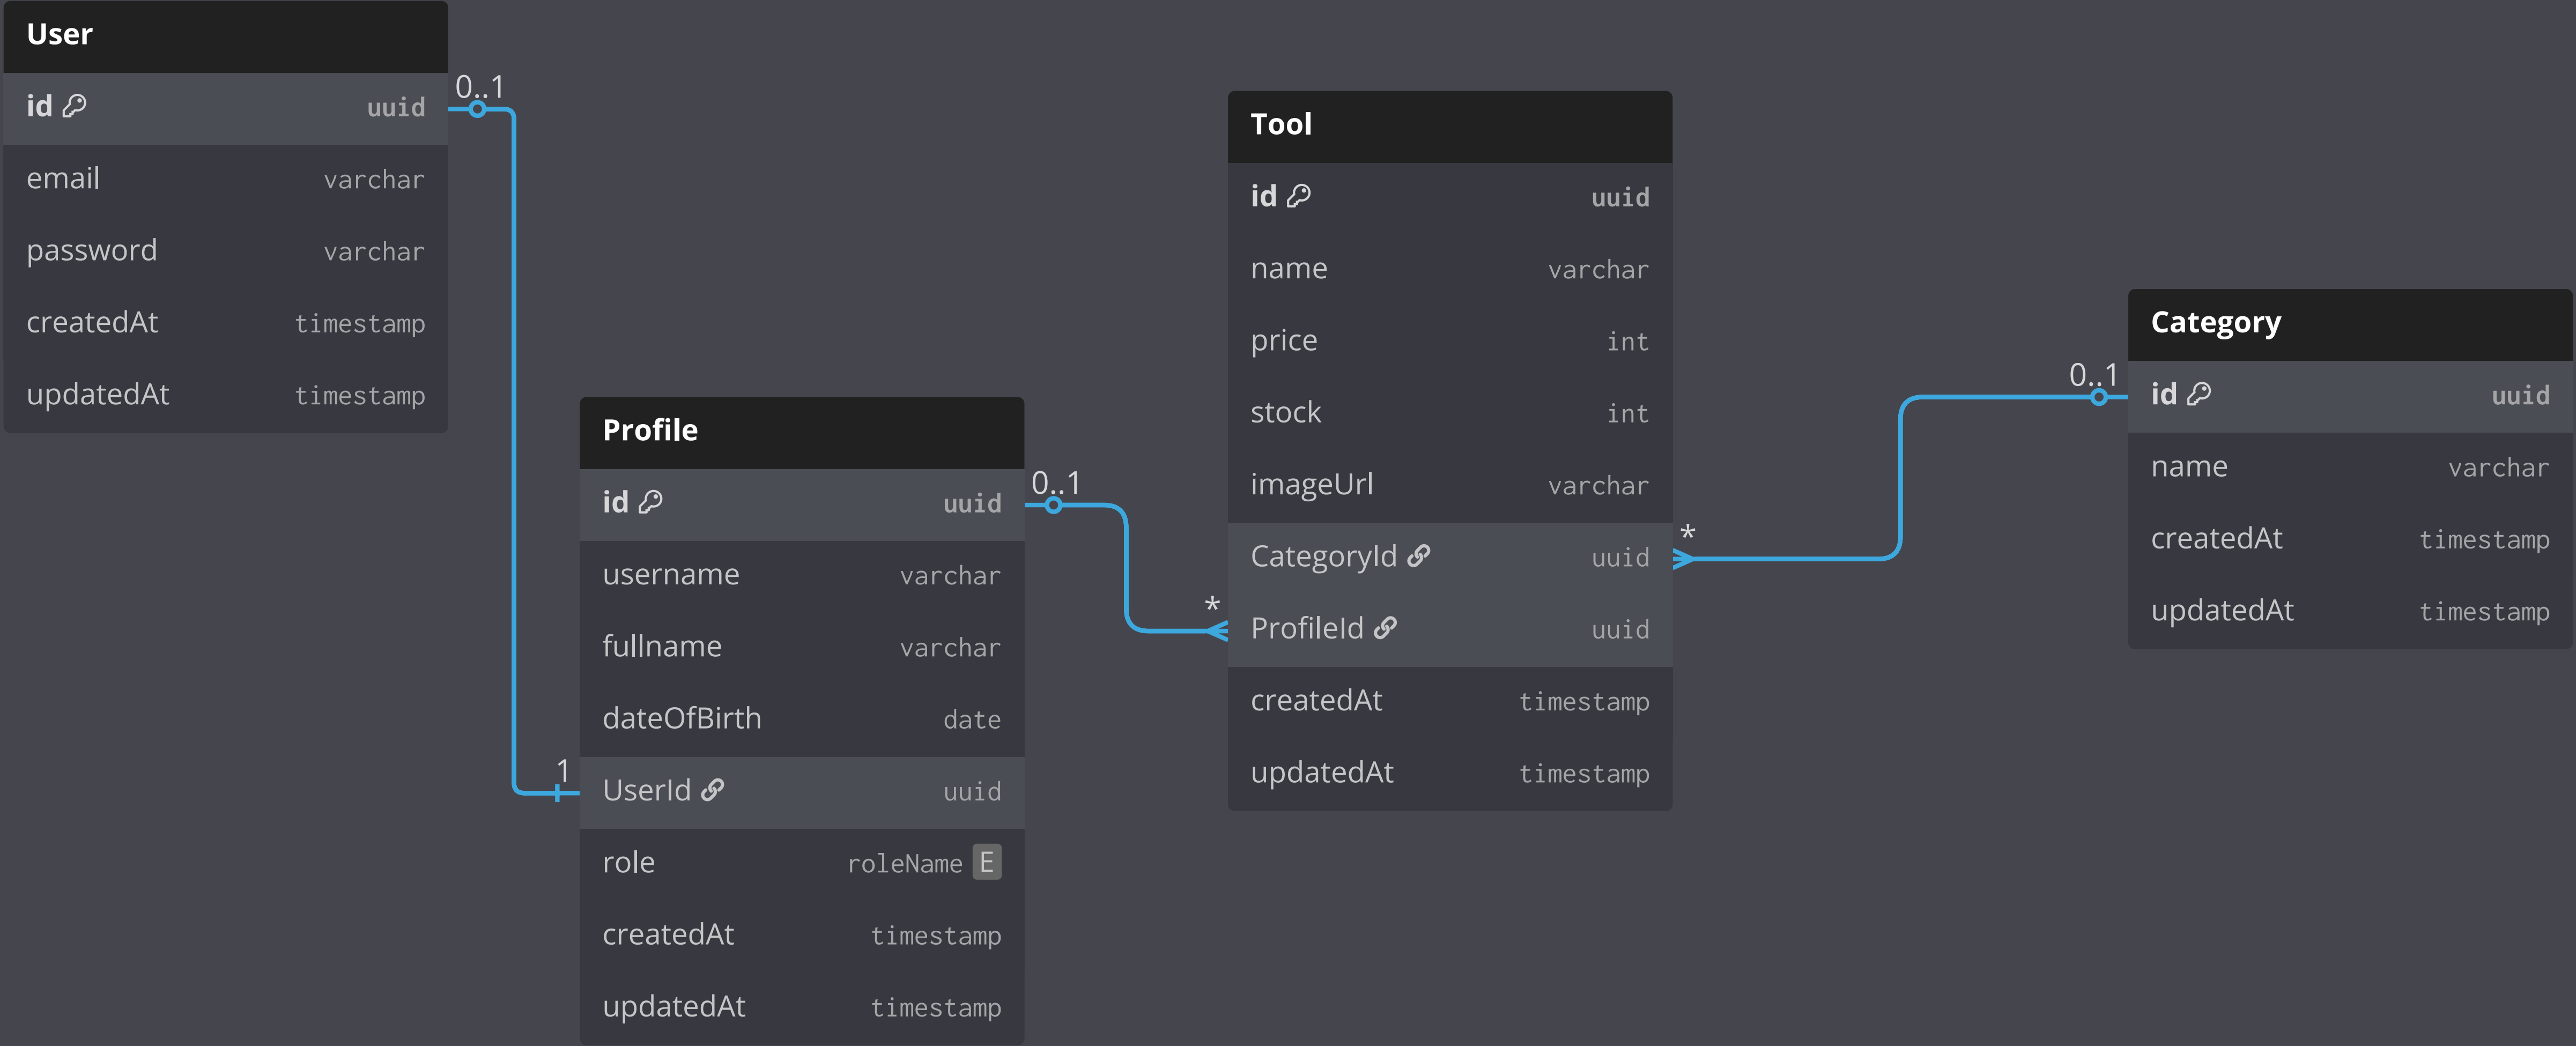 User
id uuid
email varchar
password varchar
createdAt timestamp
updatedAt timestamp
0..1
1
Profile
id uuid
username varchar
fullname varchar
dateOfBirth date
UserId uuid
role roleName E
createdAt timestamp
updatedAt timestamp
0..1
*
Tool
id uuid
name varchar
price int
stock int
imageUrl varchar
CategoryId uuid
ProfileId uuid
createdAt timestamp
updatedAt timestamp
*
0..1
Category
id uuid
name varchar
createdAt timestamp
updatedAt timestamp